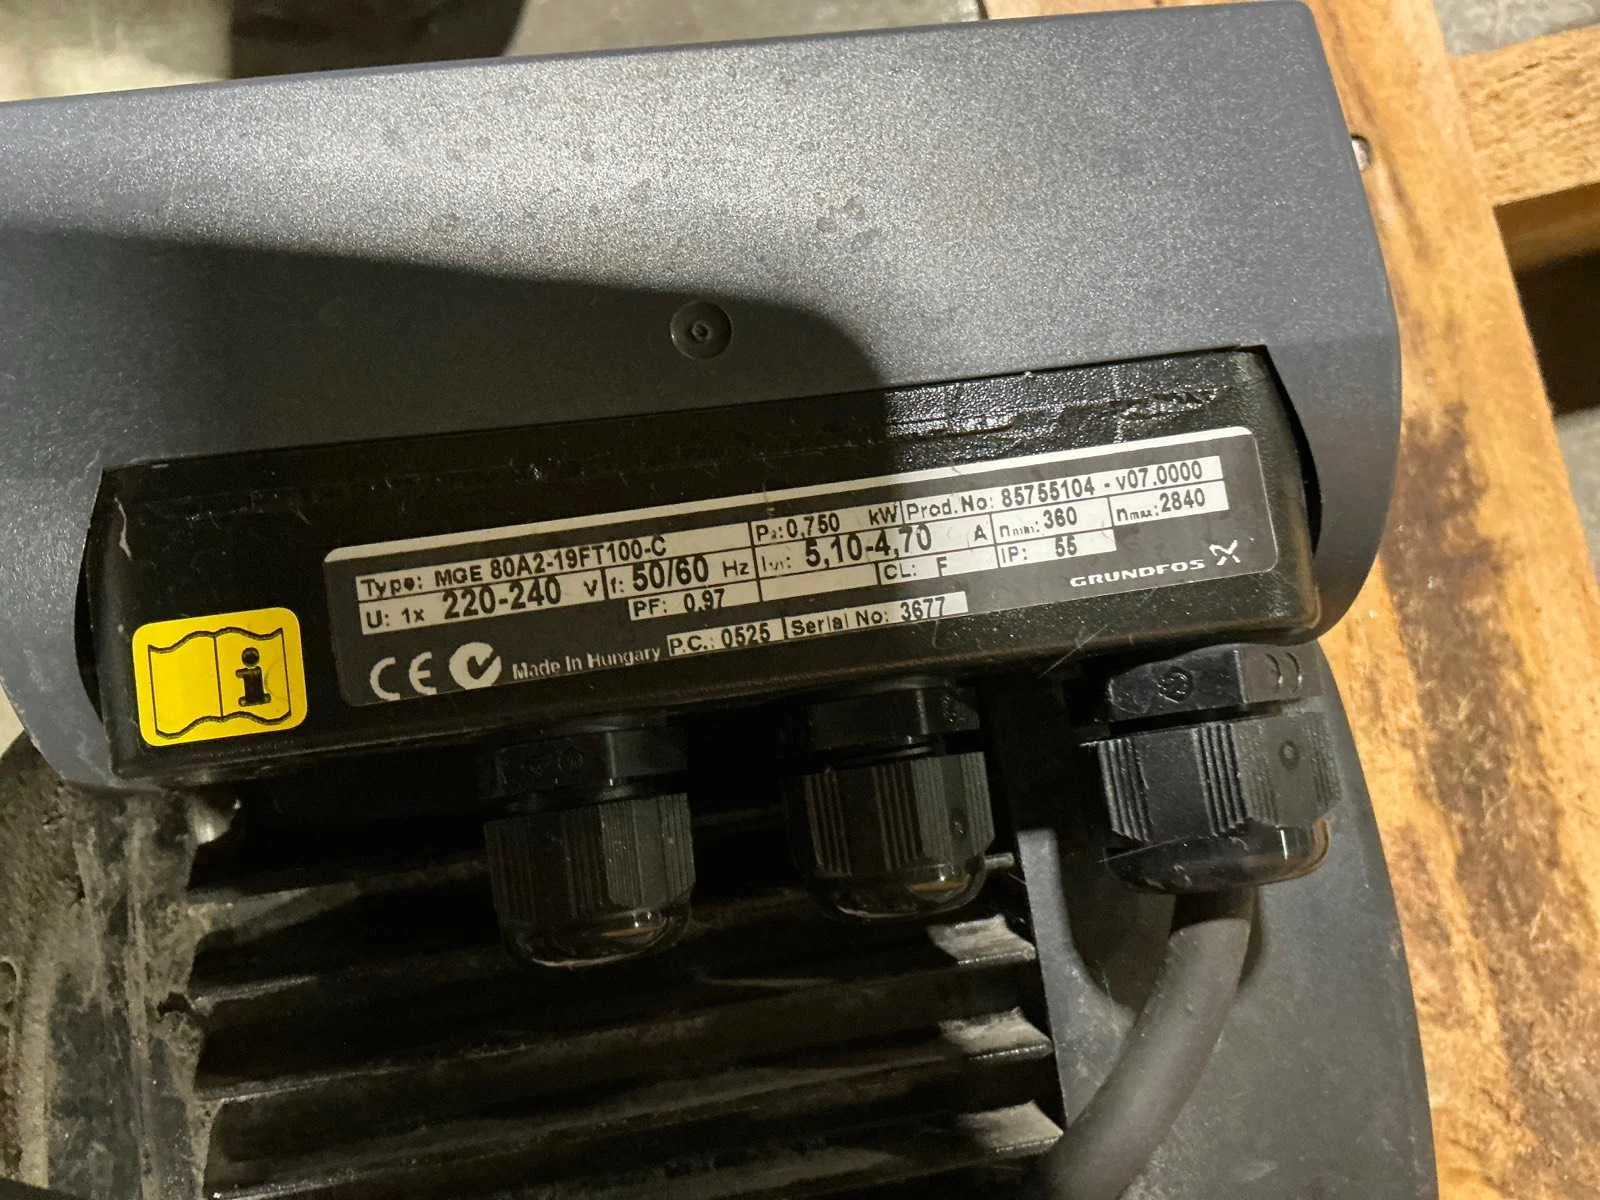 Type: MGE 80A2-19FT100-C P₂: 0,750 kW Prod.No: 85755104 - v07.0000
U: 1x 220-240 V f: 50/60 Hz I₁/₁: 5,10-4,70 A nmin: 360 nmax: 2840
PF: 0.97 CL: F IP: 55
GRUNDFOS
CE Made in Hungary P.C.: 0525 Serial No: 3677